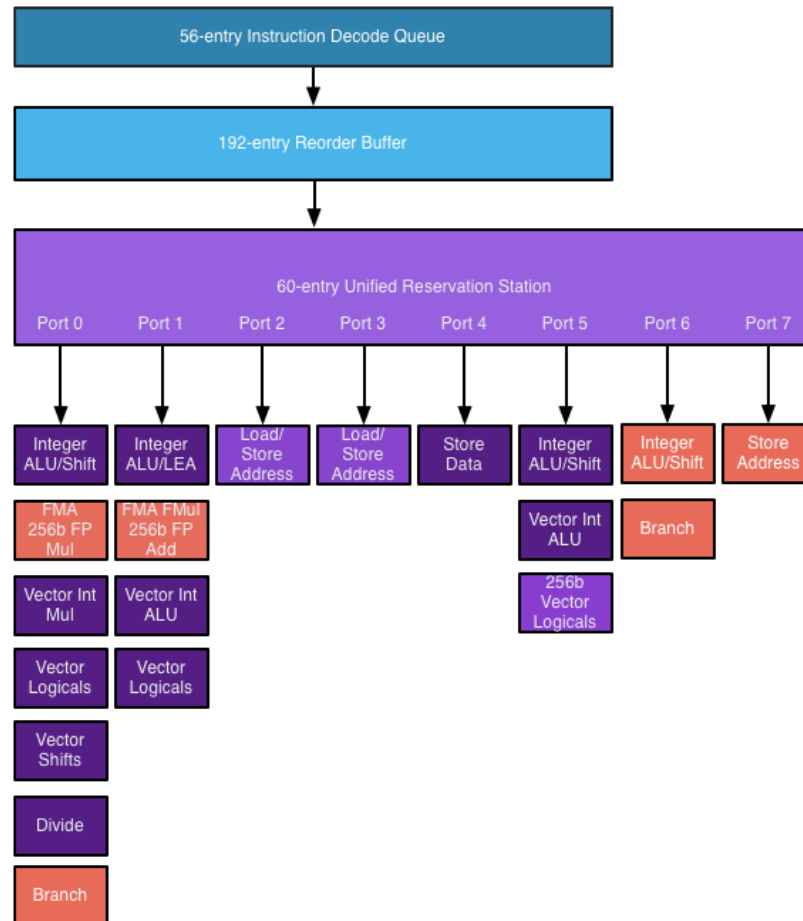 56-entry Instruction Decode Queue
192-entry Reorder Buffer
60-entry Unified Reservation Station
Port 0 Port 1 Port 2 Port 3 Port 4 Port 5 Port 6 Port 7
Integer
ALU/Shift
Integer
ALU/LEA
Load/
Store
Address
Load/
Store
Address
Store
Data
Integer
ALU/Shift
Integer
ALU/Shift
Store
Address
FMA
256b FP
Mul
FMA FMul
256b FP
Add
Vector Int
ALU
Branch
Vector Int
Mul
Vector Int
ALU
256b
Vector
Logicals
Vector
Logicals
Vector
Logicals
Vector
Shifts
Divide
Branch